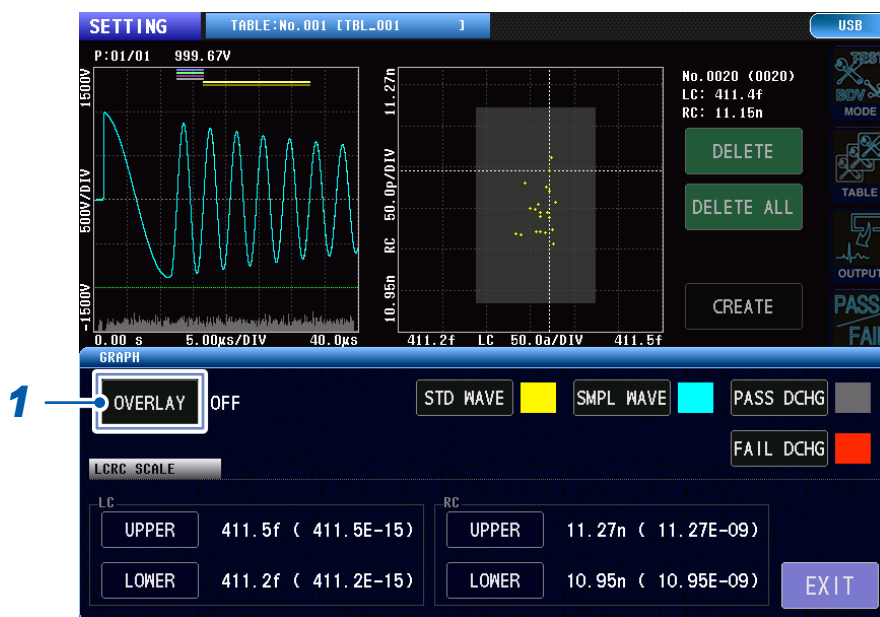 SETTING TABLE:No.001 [TBL_001 ] USB
P:01/01 999.67V
1500V
500V/DIV
-1500V
0.00 s 5.00µs/DIV 40.0µs
11.27n
RC 50.0p/DIV
10.95n
411.2f LC 50.0a/DIV 411.5f
No.0020 (0020)
LC: 411.4f
RC: 11.15n
DELETE
DELETE ALL
CREATE
TEST
BDV
MODE
TABLE
OUTPUT
PASS
FAI
GRAPH
1
OVERLAY OFF
STD WAVE SMPL WAVE PASS DCHG
FAIL DCHG
LCRC SCALE
LC
UPPER 411.5f ( 411.5E-15)
LOWER 411.2f ( 411.2E-15)
RC
UPPER 11.27n ( 11.27E-09)
LOWER 10.95n ( 10.95E-09)
EXIT